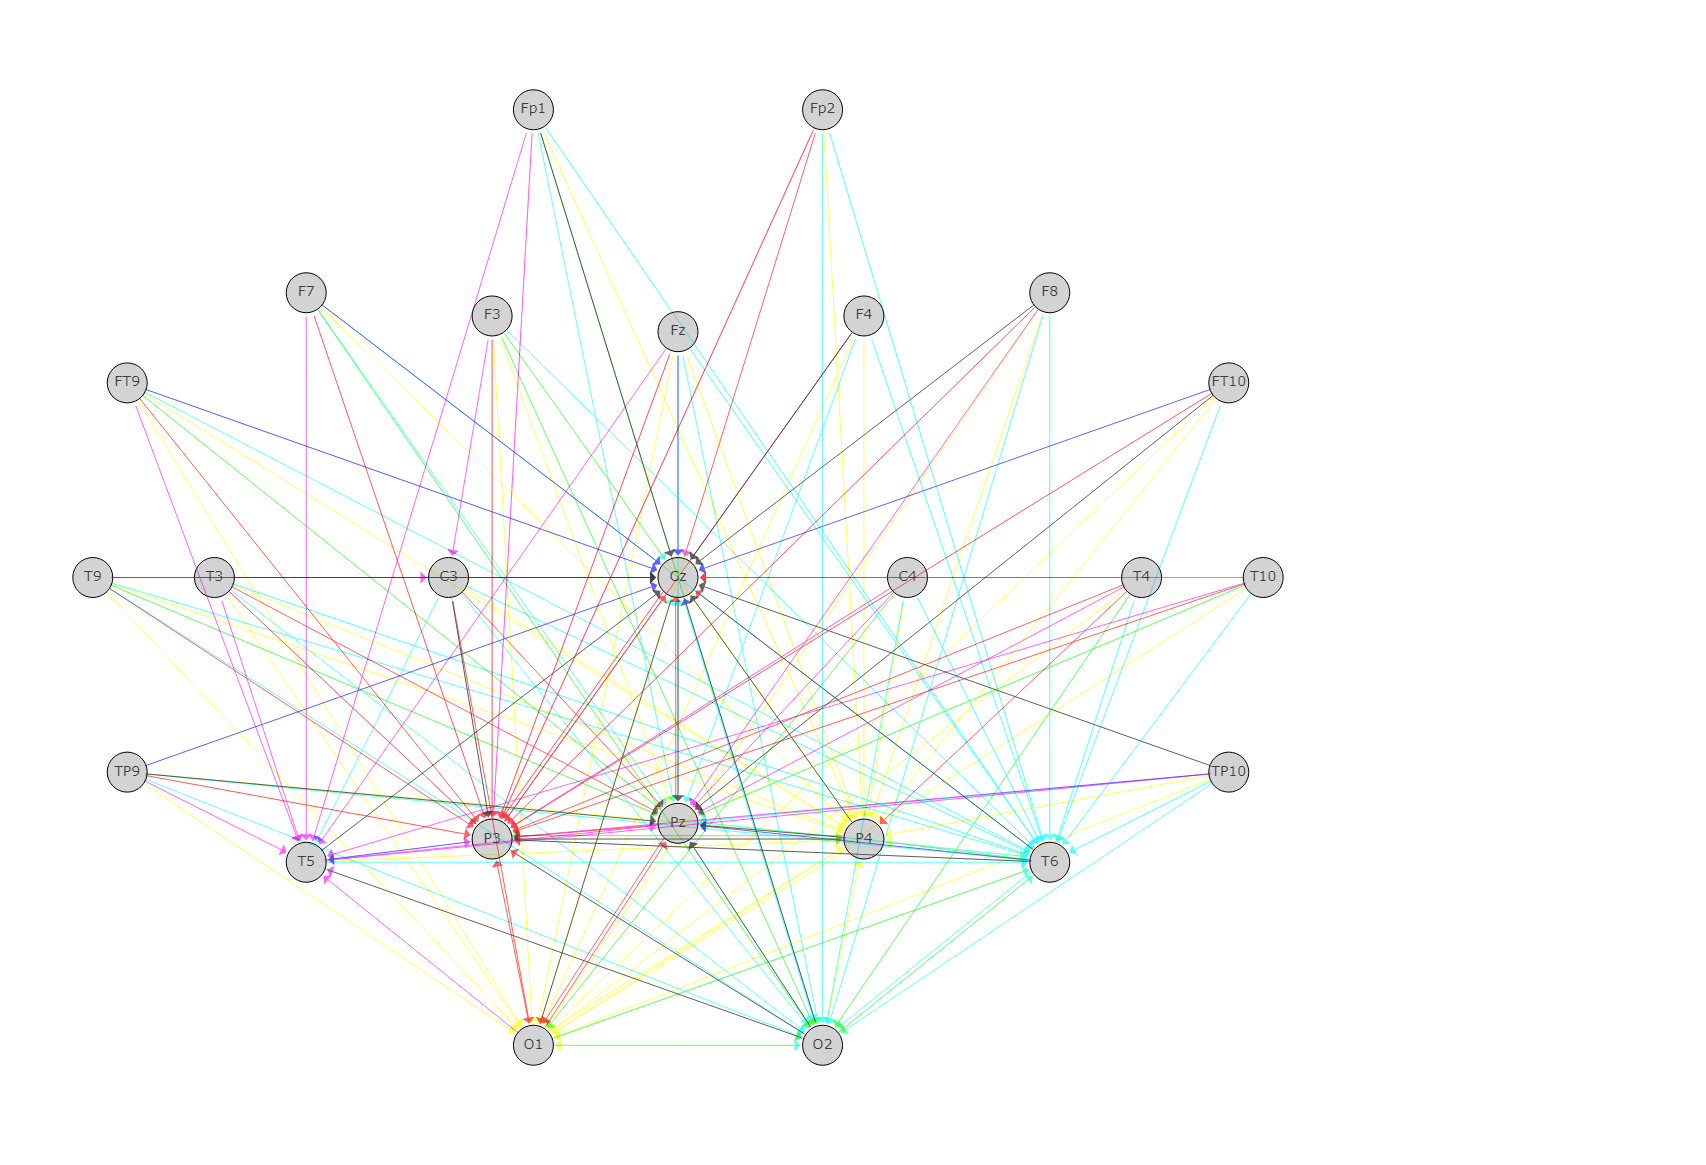 Fp1 Fp2
F7 F3 Fz F4 F8
FT9 FT10
T9 T3 C3 Cz C4 T4 T10
TP9 TP10
T5 P3 Pz P4 T6
O1 O2